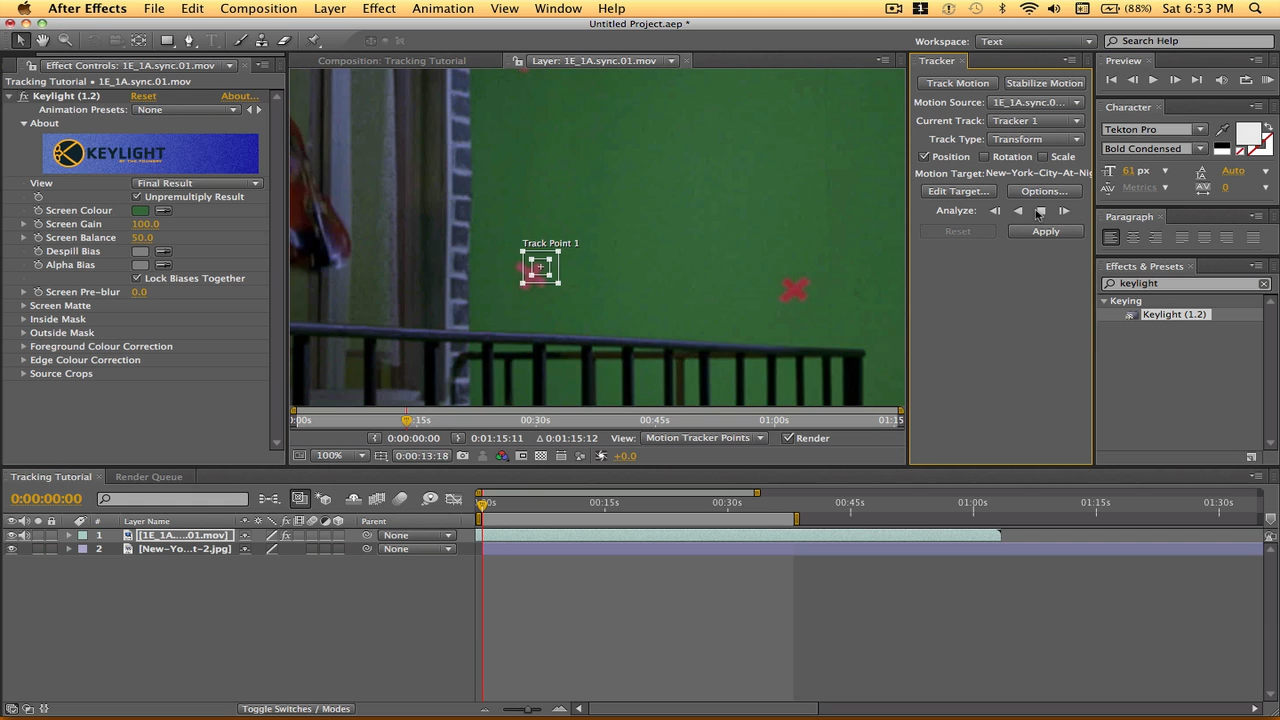 After Effects File Edit Composition Layer Effect Animation View Window Help 1 (88%) Sat 6:53 PM
Untitled Project.aep *
Workspace: Text Search Help
Effect Controls: 1E_1A.sync.01.mov
Tracking Tutorial • 1E_1A.sync.01.mov
fx Keylight (1.2) Reset About...
Animation Presets: None
About
KEYLIGHT
BY THE FOUNDRY
View Final Result
Unpremultiply Result
Screen Colour
Screen Gain 100.0
Screen Balance 50.0
Despill Bias
Alpha Bias
Lock Biases Together
Screen Pre-blur 0.0
Screen Matte
Inside Mask
Outside Mask
Foreground Colour Correction
Edge Colour Correction
Source Crops
Composition: Tracking Tutorial Layer: 1E_1A.sync.01.mov
Track Point 1
):00s :15s 00:30s 00:45s 01:00s 01:15
0:00:00:00 0:01:15:11 Δ 0:01:15:12 View: Motion Tracker Points Render
100% 0:00:13:18 +0.0
Tracker
Track Motion Stabilize Motion
Motion Source: 1E_1A.sync.0...
Current Track: Tracker 1
Track Type: Transform
Position Rotation Scale
Motion Target: New-York-City-At-Nig
Edit Target... Options...
Analyze:
Reset Apply
Preview
Character
Tekton Pro
Bold Condensed
61 px Auto
Metrics 0
Paragraph
Effects & Presets
keylight
Keying
Keylight (1.2)
Tracking Tutorial Render Queue
0:00:00:00
:00s 00:15s 00:30s 00:45s 01:00s 01:15s 01:30s
# Layer Name fx Parent
1 [1E_1A....01.mov] fx None
2 [New-Yo...t-2.jpg] None
Toggle Switches / Modes